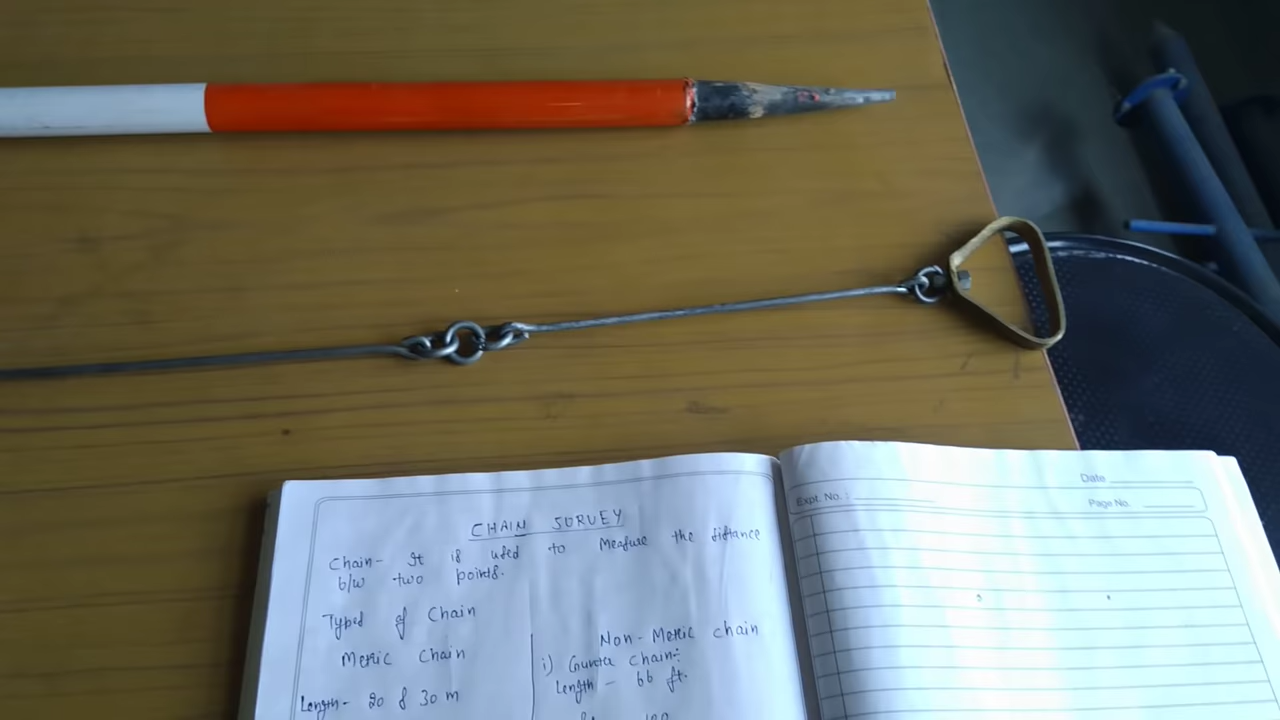 CHAIN SURVEY
Chain- It is used to Measure the distance
b/w two points.
Types of Chain
Metric Chain
Length- 20 & 30 m
Non-Metric chain
i) Gunter Chain:-
Length - 66 ft.
100
Date
Expt. No. :
Page No.